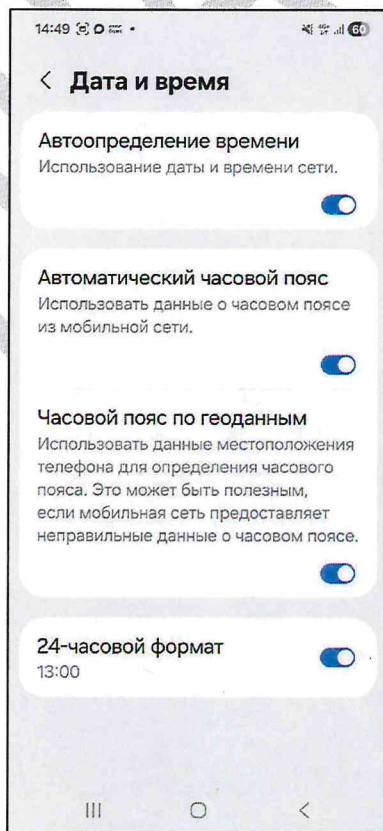 14:49
60
Дата и время
Автоопределение времени
Использование даты и времени сети.
Автоматический часовой пояс
Использовать данные о часовом поясе
из мобильной сети.
Часовой пояс по геоданным
Использовать данные местоположения
телефона для определения часового
пояса. Это может быть полезным,
если мобильная сеть предоставляет
неправильные данные о часовом поясе.
24-часовой формат
13:00